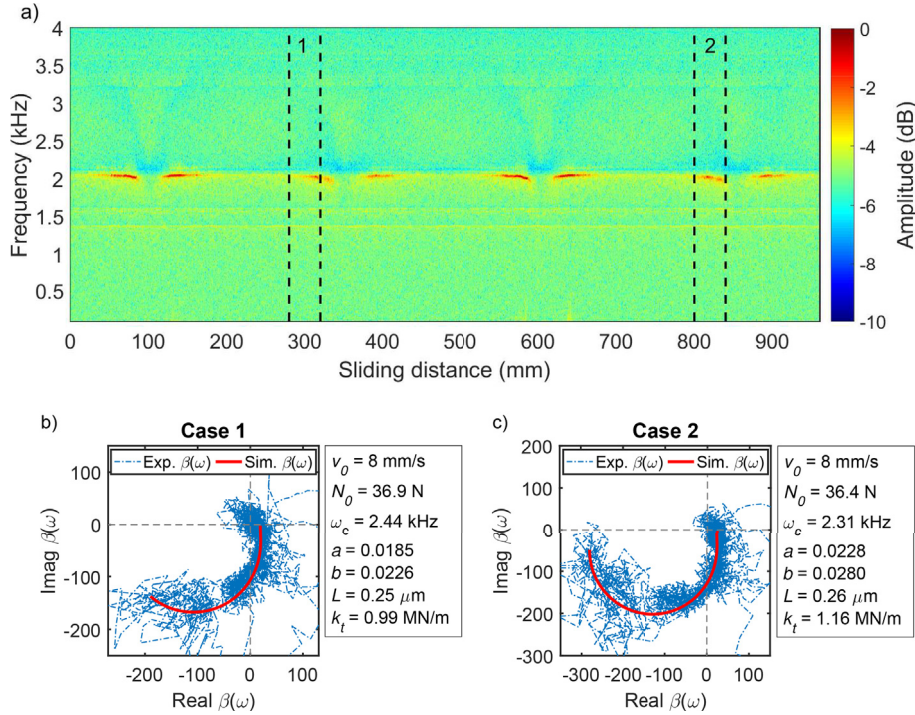 a)
1
2
4
3.5
3
2.5
2
1.5
1
0.5
Frequency (kHz)
0 100 200 300 400 500 600 700 800 900
Sliding distance (mm)
0
-2
-4
-6
-8
-10
Amplitude (dB)
b)
Case 1
Exp. β(ω) Sim. β(ω)
100
0
-100
-200
Imag β(ω)
-200 -100 0 100
Real β(ω)
v₀ = 8 mm/s
N₀ = 36.9 N
ω_c = 2.44 kHz
a = 0.0185
b = 0.0226
L = 0.25 μm
k_t = 0.99 MN/m
c)
Case 2
Exp. β(ω) Sim. β(ω)
200
100
0
-100
-200
-300
Imag β(ω)
-300 -200 -100 0 100
Real β(ω)
v₀ = 8 mm/s
N₀ = 36.4 N
ω_c = 2.31 kHz
a = 0.0228
b = 0.0280
L = 0.26 μm
k_t = 1.16 MN/m